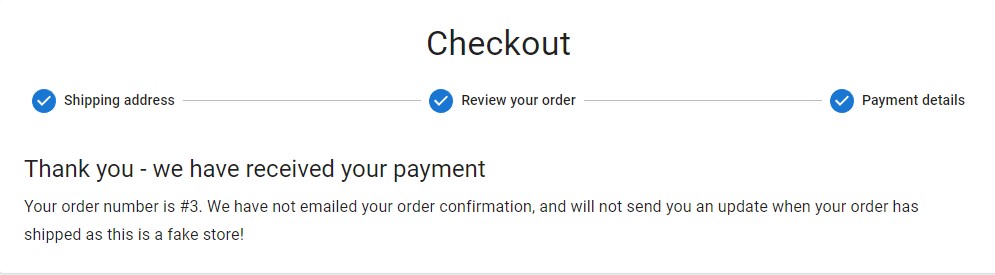 Checkout
Shipping address
Review your order
Payment details
Thank you - we have received your payment
Your order number is #3. We have not emailed your order confirmation, and will not send you an update when your order has
shipped as this is a fake store!